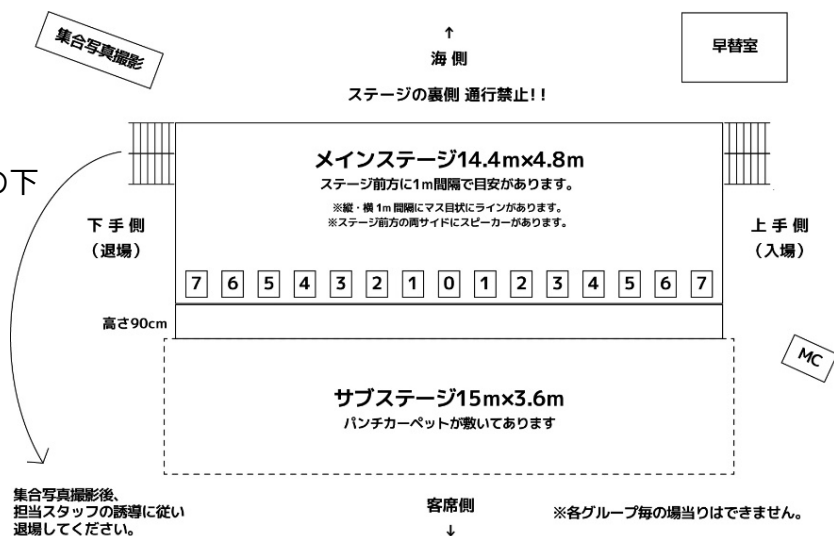 集合写真撮影
↑
海側
早替室
ステージの裏側 通行禁止!!
の下
メインステージ14.4m×4.8m
ステージ前方に1m間隔で目安があります。
※縦・横 1m 間隔にマス目状にラインがあります。
※ステージ前方の両サイドにスピーカーがあります。
下手側
(退場)
上手側
(入場)
7 6 5 4 3 2 1 0 1 2 3 4 5 6 7
高さ90cm
MC
サブステージ15m×3.6m
パンチカーペットが敷いてあります
集合写真撮影後、
担当スタッフの誘導に従い
退場してください。
客席側
↓
※各グループ毎の場当りはできません。